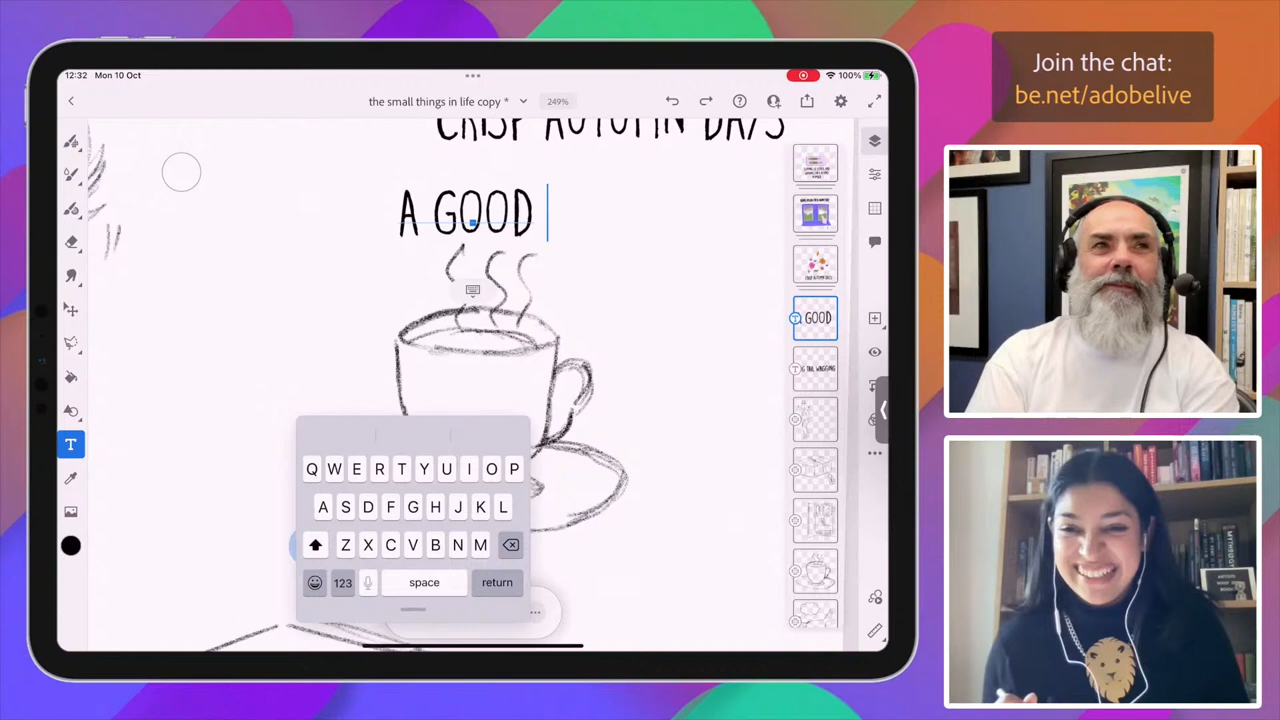 Join the chat:
be.net/adobelive
12:32 Mon 10 Oct
100%
the small things in life copy *
249%
CRISP AUTUMN DAYS
A GOOD
GOOD
WAGGING
T
Q W E R T Y U I O P
A S D F G H J K L
Z X C V B N M
123 space return